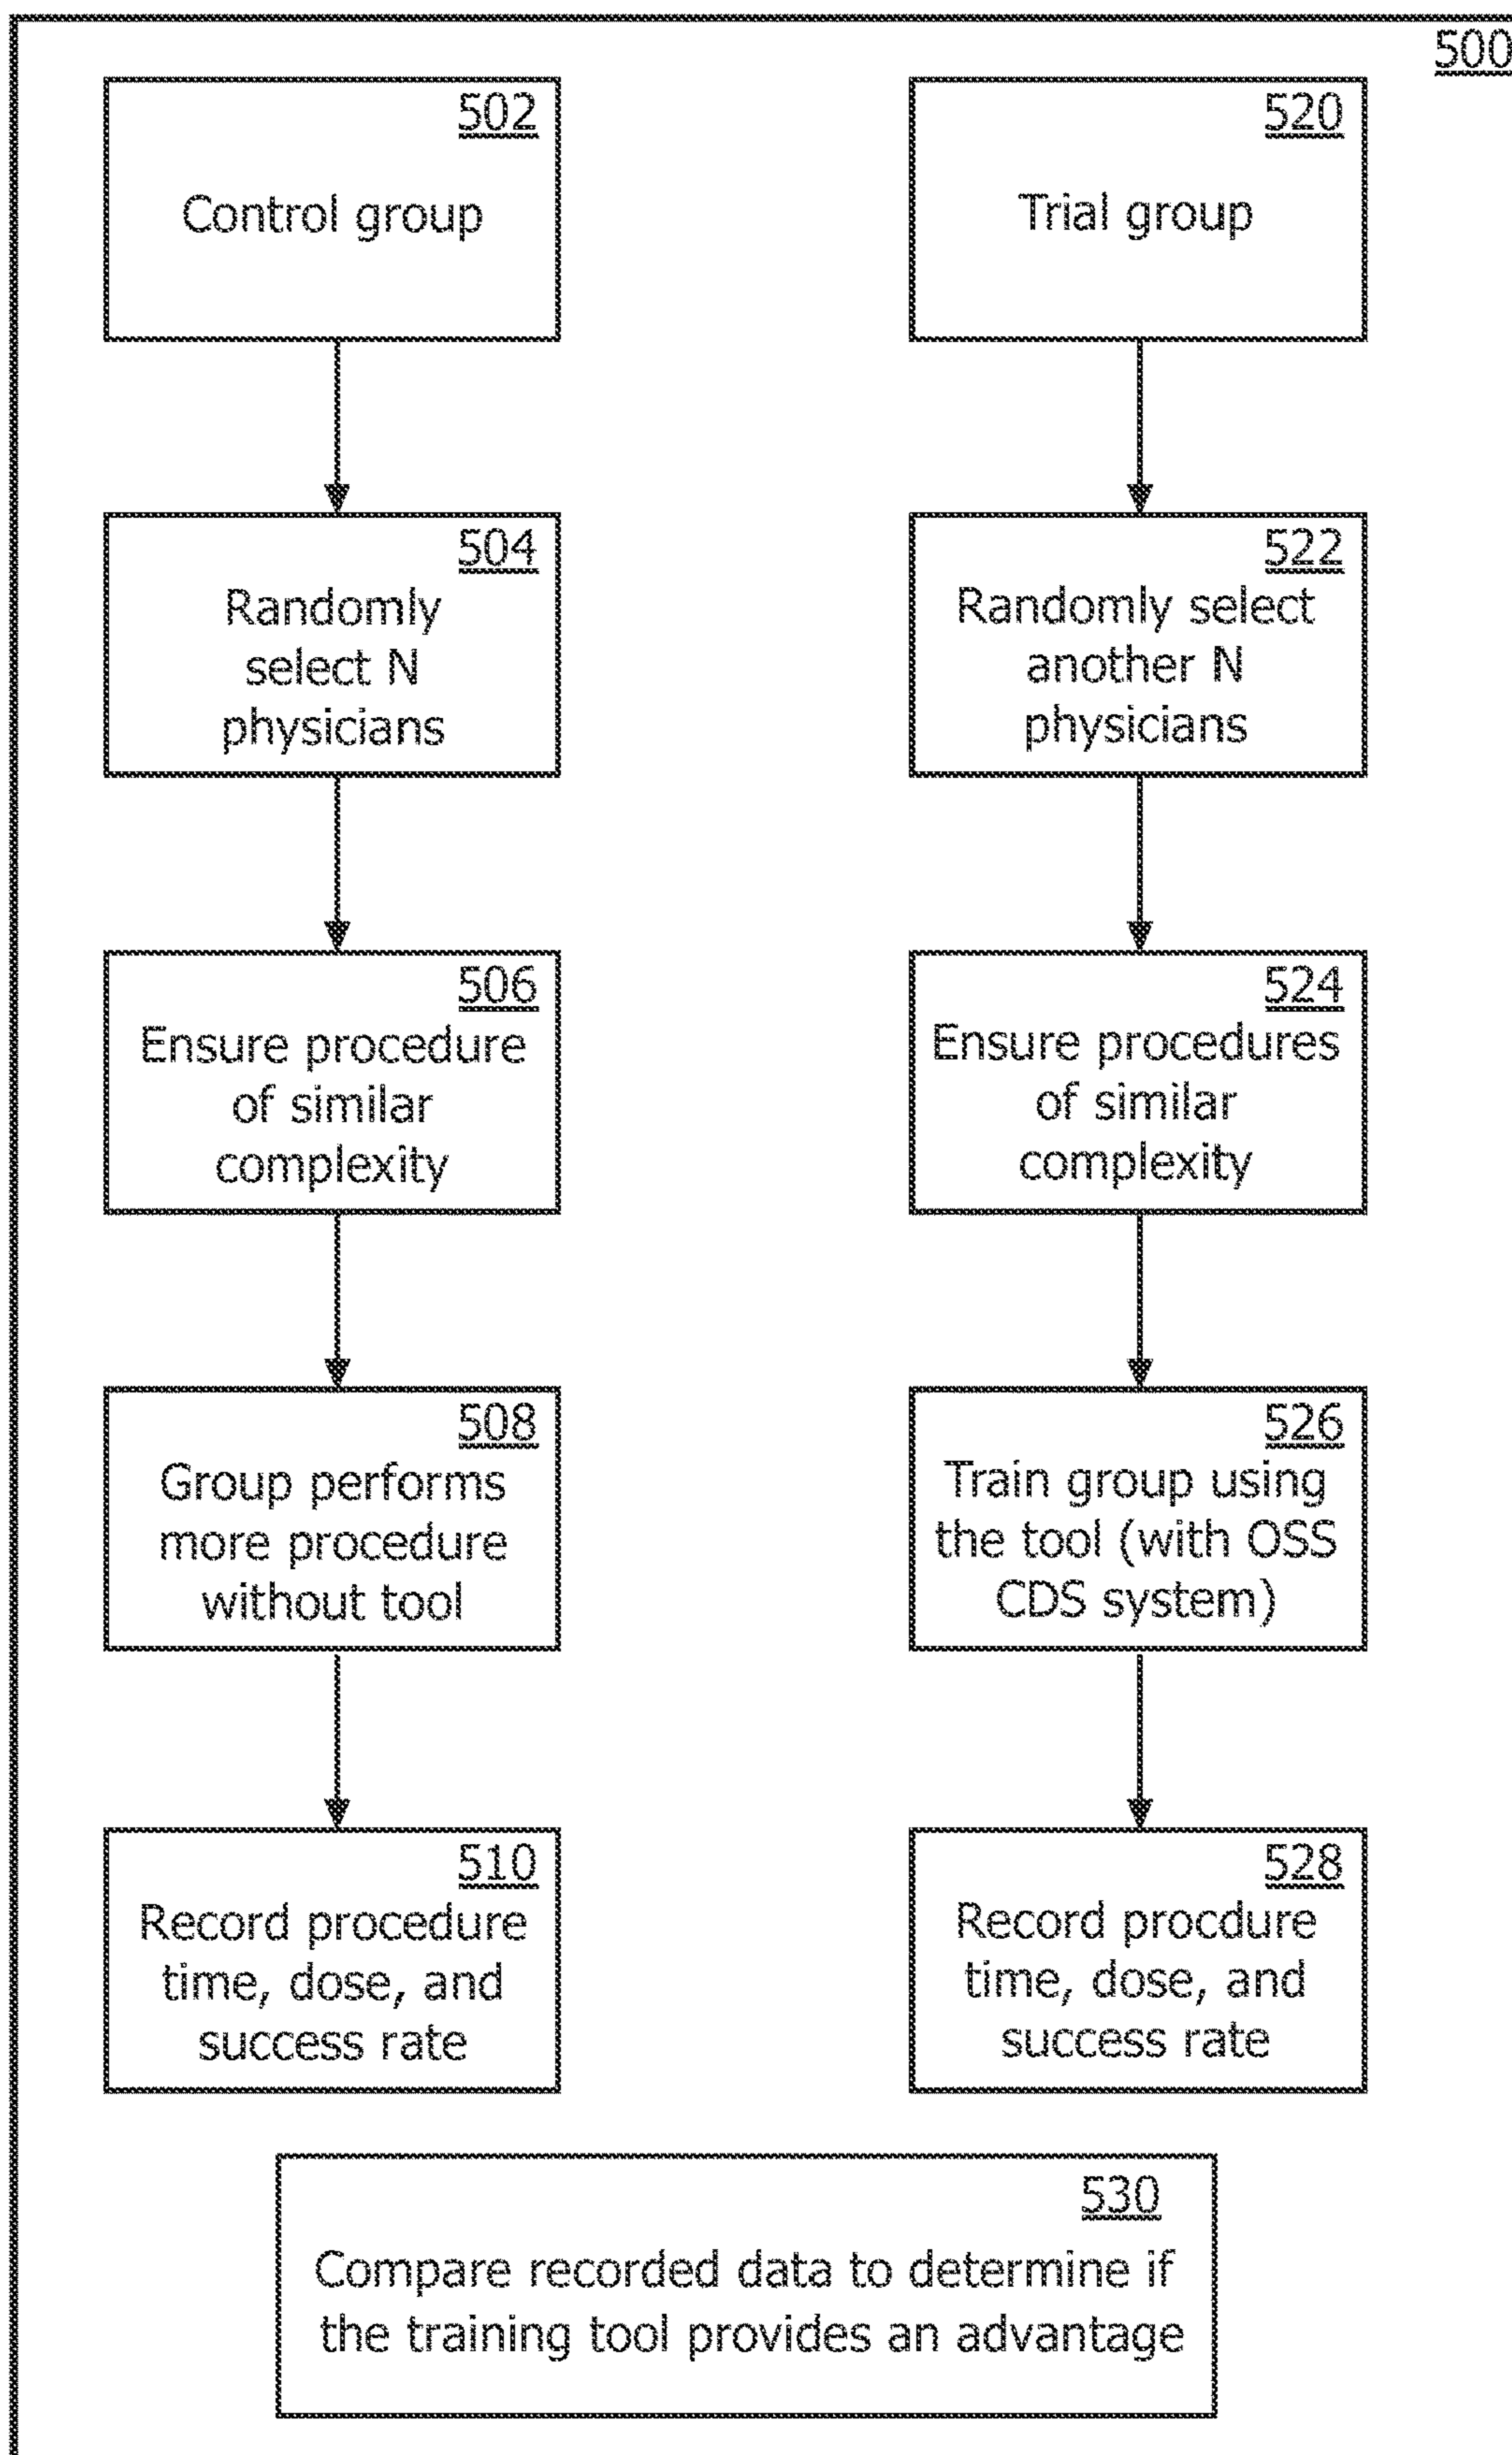 500
502
Control group
504
Randomly
select N
physicians
506
Ensure procedure
of similar
complexity
508
Group performs
more procedure
without tool
510
Record procedure
time, dose, and
success rate
520
Trial group
522
Randomly select
another N
physicians
524
Ensure procedures
of similar
complexity
526
Train group using
the tool (with OSS
CDS system)
528
Record procdure
time, dose, and
success rate
530
Compare recorded data to determine if
the training tool provides an advantage